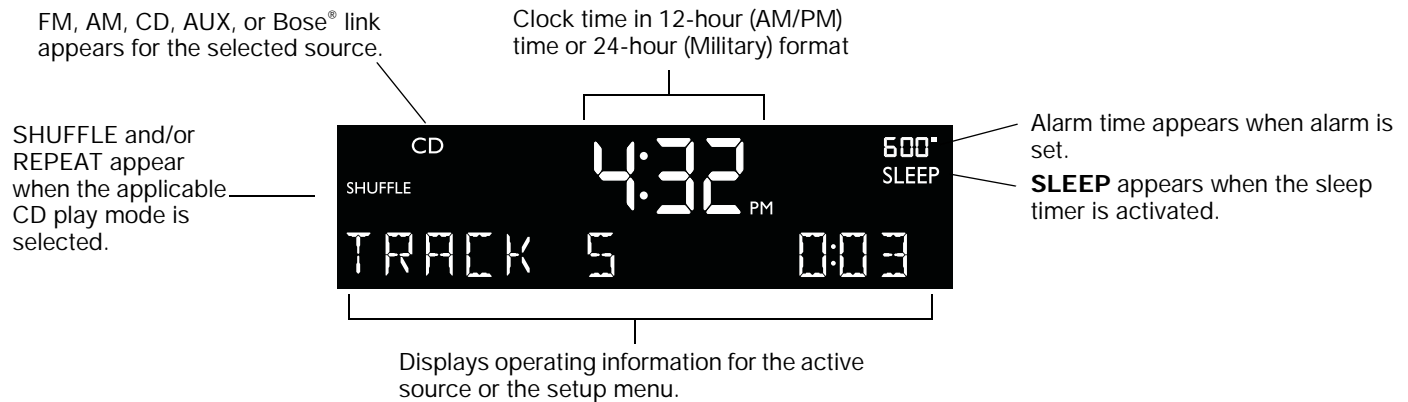 FM, AM, CD, AUX, or Bose® link
appears for the selected source.
Clock time in 12-hour (AM/PM)
time or 24-hour (Military) format
SHUFFLE and/or
REPEAT appear
when the applicable
CD play mode is
selected.
CD
4:32 PM
600
SLEEP
SHUFFLE
TRACK 5 0:03
Alarm time appears when alarm is
set.
SLEEP appears when the sleep
timer is activated.
Displays operating information for the active
source or the setup menu.